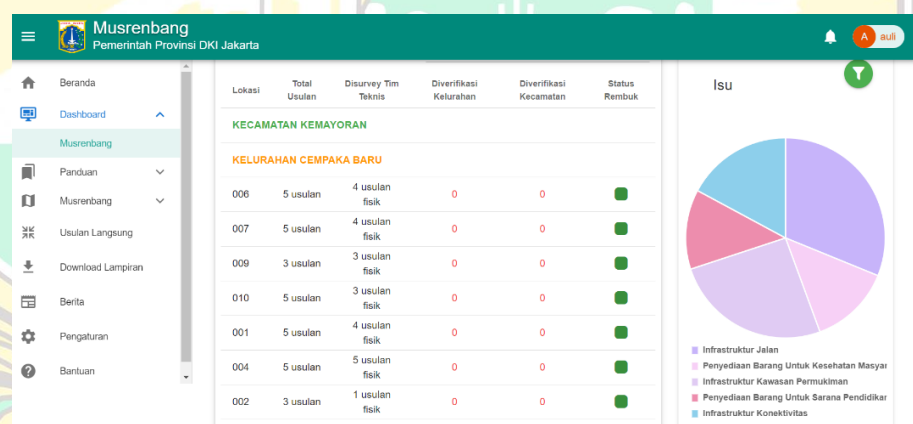 Musrenbang
Pemerintah Provinsi DKI Jakarta
A auli
Beranda
Dashboard
Musrenbang
Panduan
Musrenbang
Usulan Langsung
Download Lampiran
Berita
Pengaturan
Bantuan
Lokasi Total Usulan Disurvey Tim Teknis Diverifikasi Kelurahan Diverifikasi Kecamatan Status Rembuk
KECAMATAN KEMAYORAN
KELURAHAN CEMPAKA BARU
006 5 usulan 4 usulan fisik 0 0
007 5 usulan 4 usulan fisik 0 0
009 3 usulan 3 usulan fisik 0 0
010 5 usulan 3 usulan fisik 0 0
001 5 usulan 4 usulan fisik 0 0
004 5 usulan 5 usulan fisik 0 0
002 3 usulan 1 usulan fisik 0 0
Isu
Infrastruktur Jalan
Penyediaan Barang Untuk Kesehatan Masyar
Infrastruktur Kawasan Permukiman
Penyediaan Barang Untuk Sarana Pendidikan
Infrastruktur Konektivitas